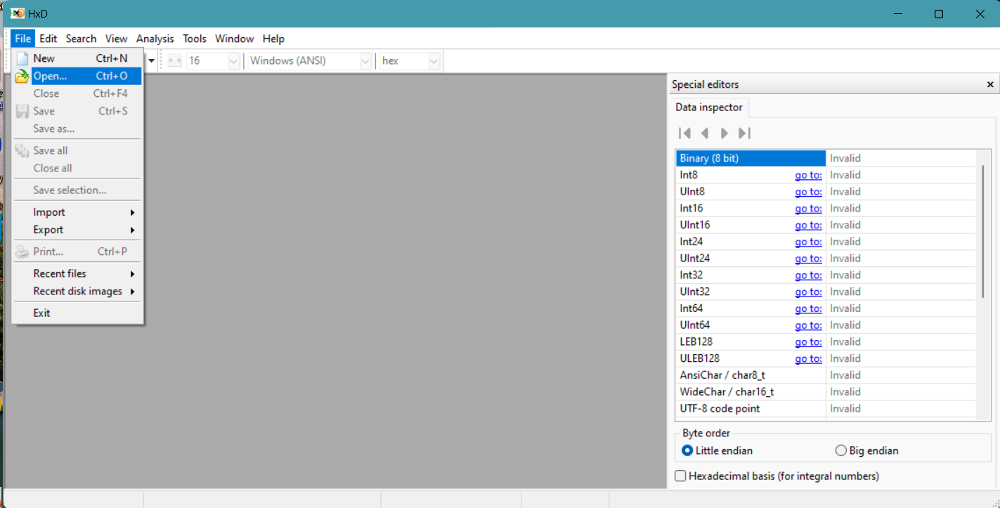 HxD
File Edit Search View Analysis Tools Window Help
16 Windows (ANSI) hex
New Ctrl+N
Open... Ctrl+O
Close Ctrl+F4
Save Ctrl+S
Save as...
Save all
Close all
Save selection...
Import
Export
Print... Ctrl+P
Recent files
Recent disk images
Exit
Special editors
Data inspector
Binary (8 bit) Invalid
Int8 go to: Invalid
UInt8 go to: Invalid
Int16 go to: Invalid
UInt16 go to: Invalid
Int24 go to: Invalid
UInt24 go to: Invalid
Int32 go to: Invalid
UInt32 go to: Invalid
Int64 go to: Invalid
UInt64 go to: Invalid
LEB128 go to: Invalid
ULEB128 go to: Invalid
AnsiChar / char8_t Invalid
WideChar / char16_t Invalid
UTF-8 code point Invalid
Byte order
Little endian Big endian
Hexadecimal basis (for integral numbers)